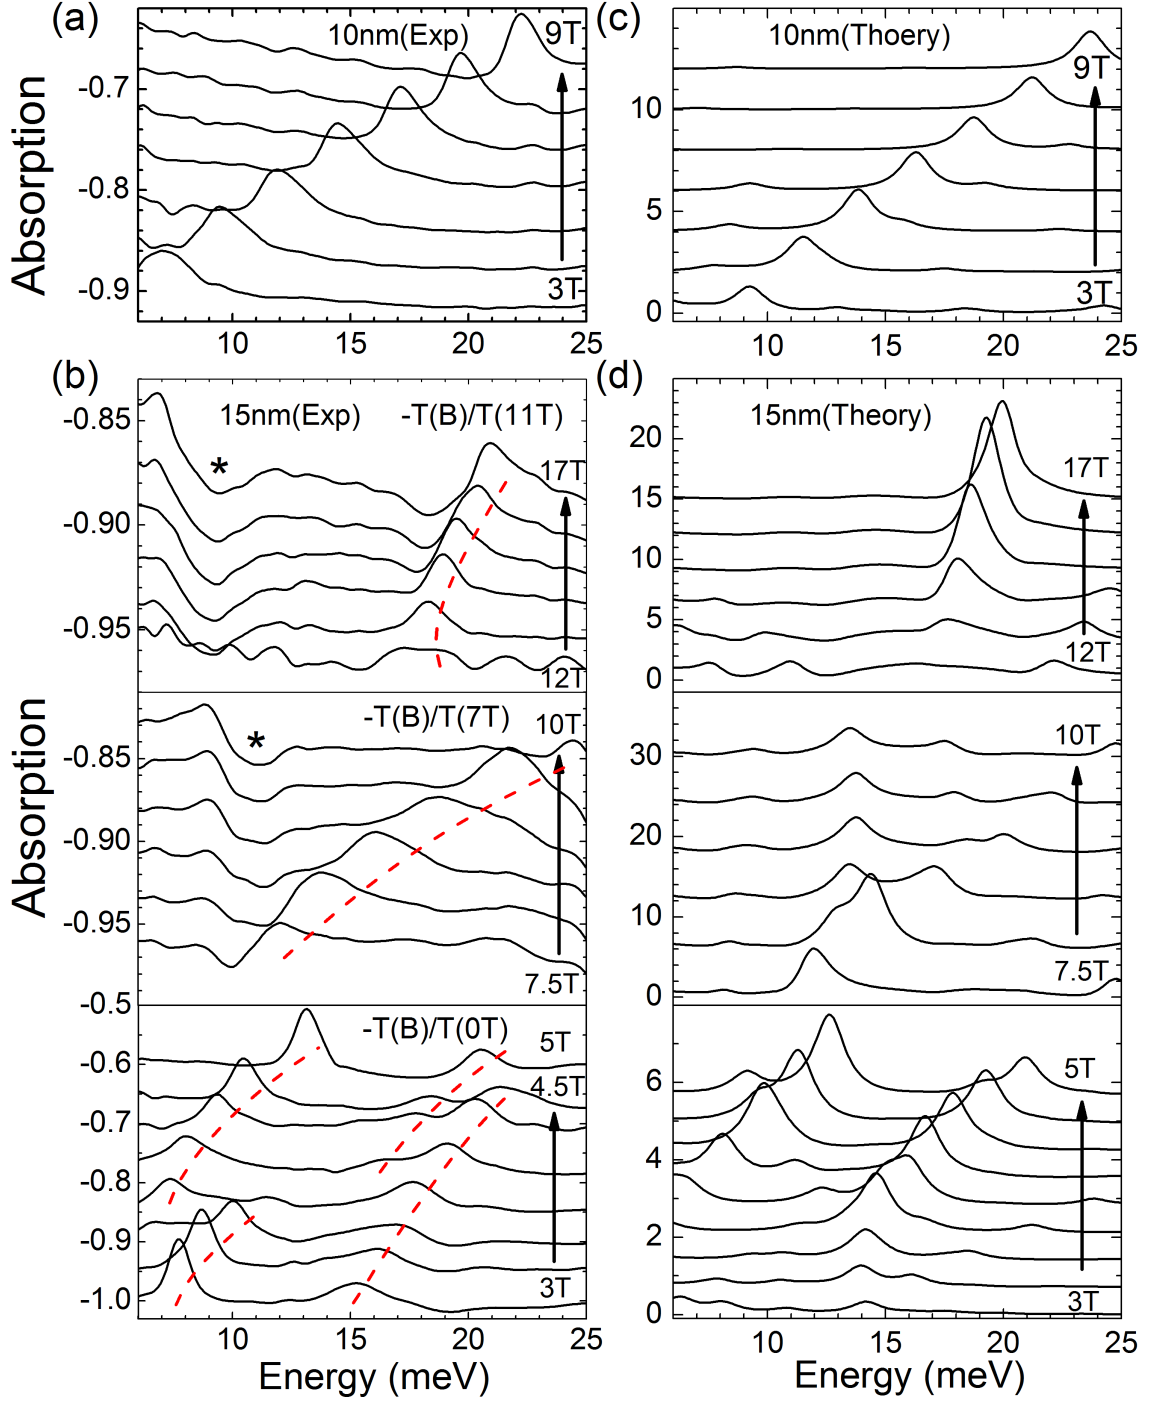 (a)
10nm(Exp)
9T
3T
-0.7
-0.8
-0.9
Absorption
10 15 20 25
(c)
10nm(Thoery)
9T
3T
10
5
0
10 15 20 25
(b)
15nm(Exp)
-T(B)/T(11T)
*
17T
12T
-0.85
-0.90
-0.95
-T(B)/T(7T)
*
10T
7.5T
-0.85
-0.90
-0.95
Absorption
-T(B)/T(0T)
5T
4.5T
3T
-0.5
-0.6
-0.7
-0.8
-0.9
-1.0
10 15 20 25
Energy (meV)
(d)
15nm(Theory)
17T
12T
20
15
10
5
0
10T
7.5T
30
20
10
0
5T
3T
6
4
2
0
10 15 20 25
Energy (meV)